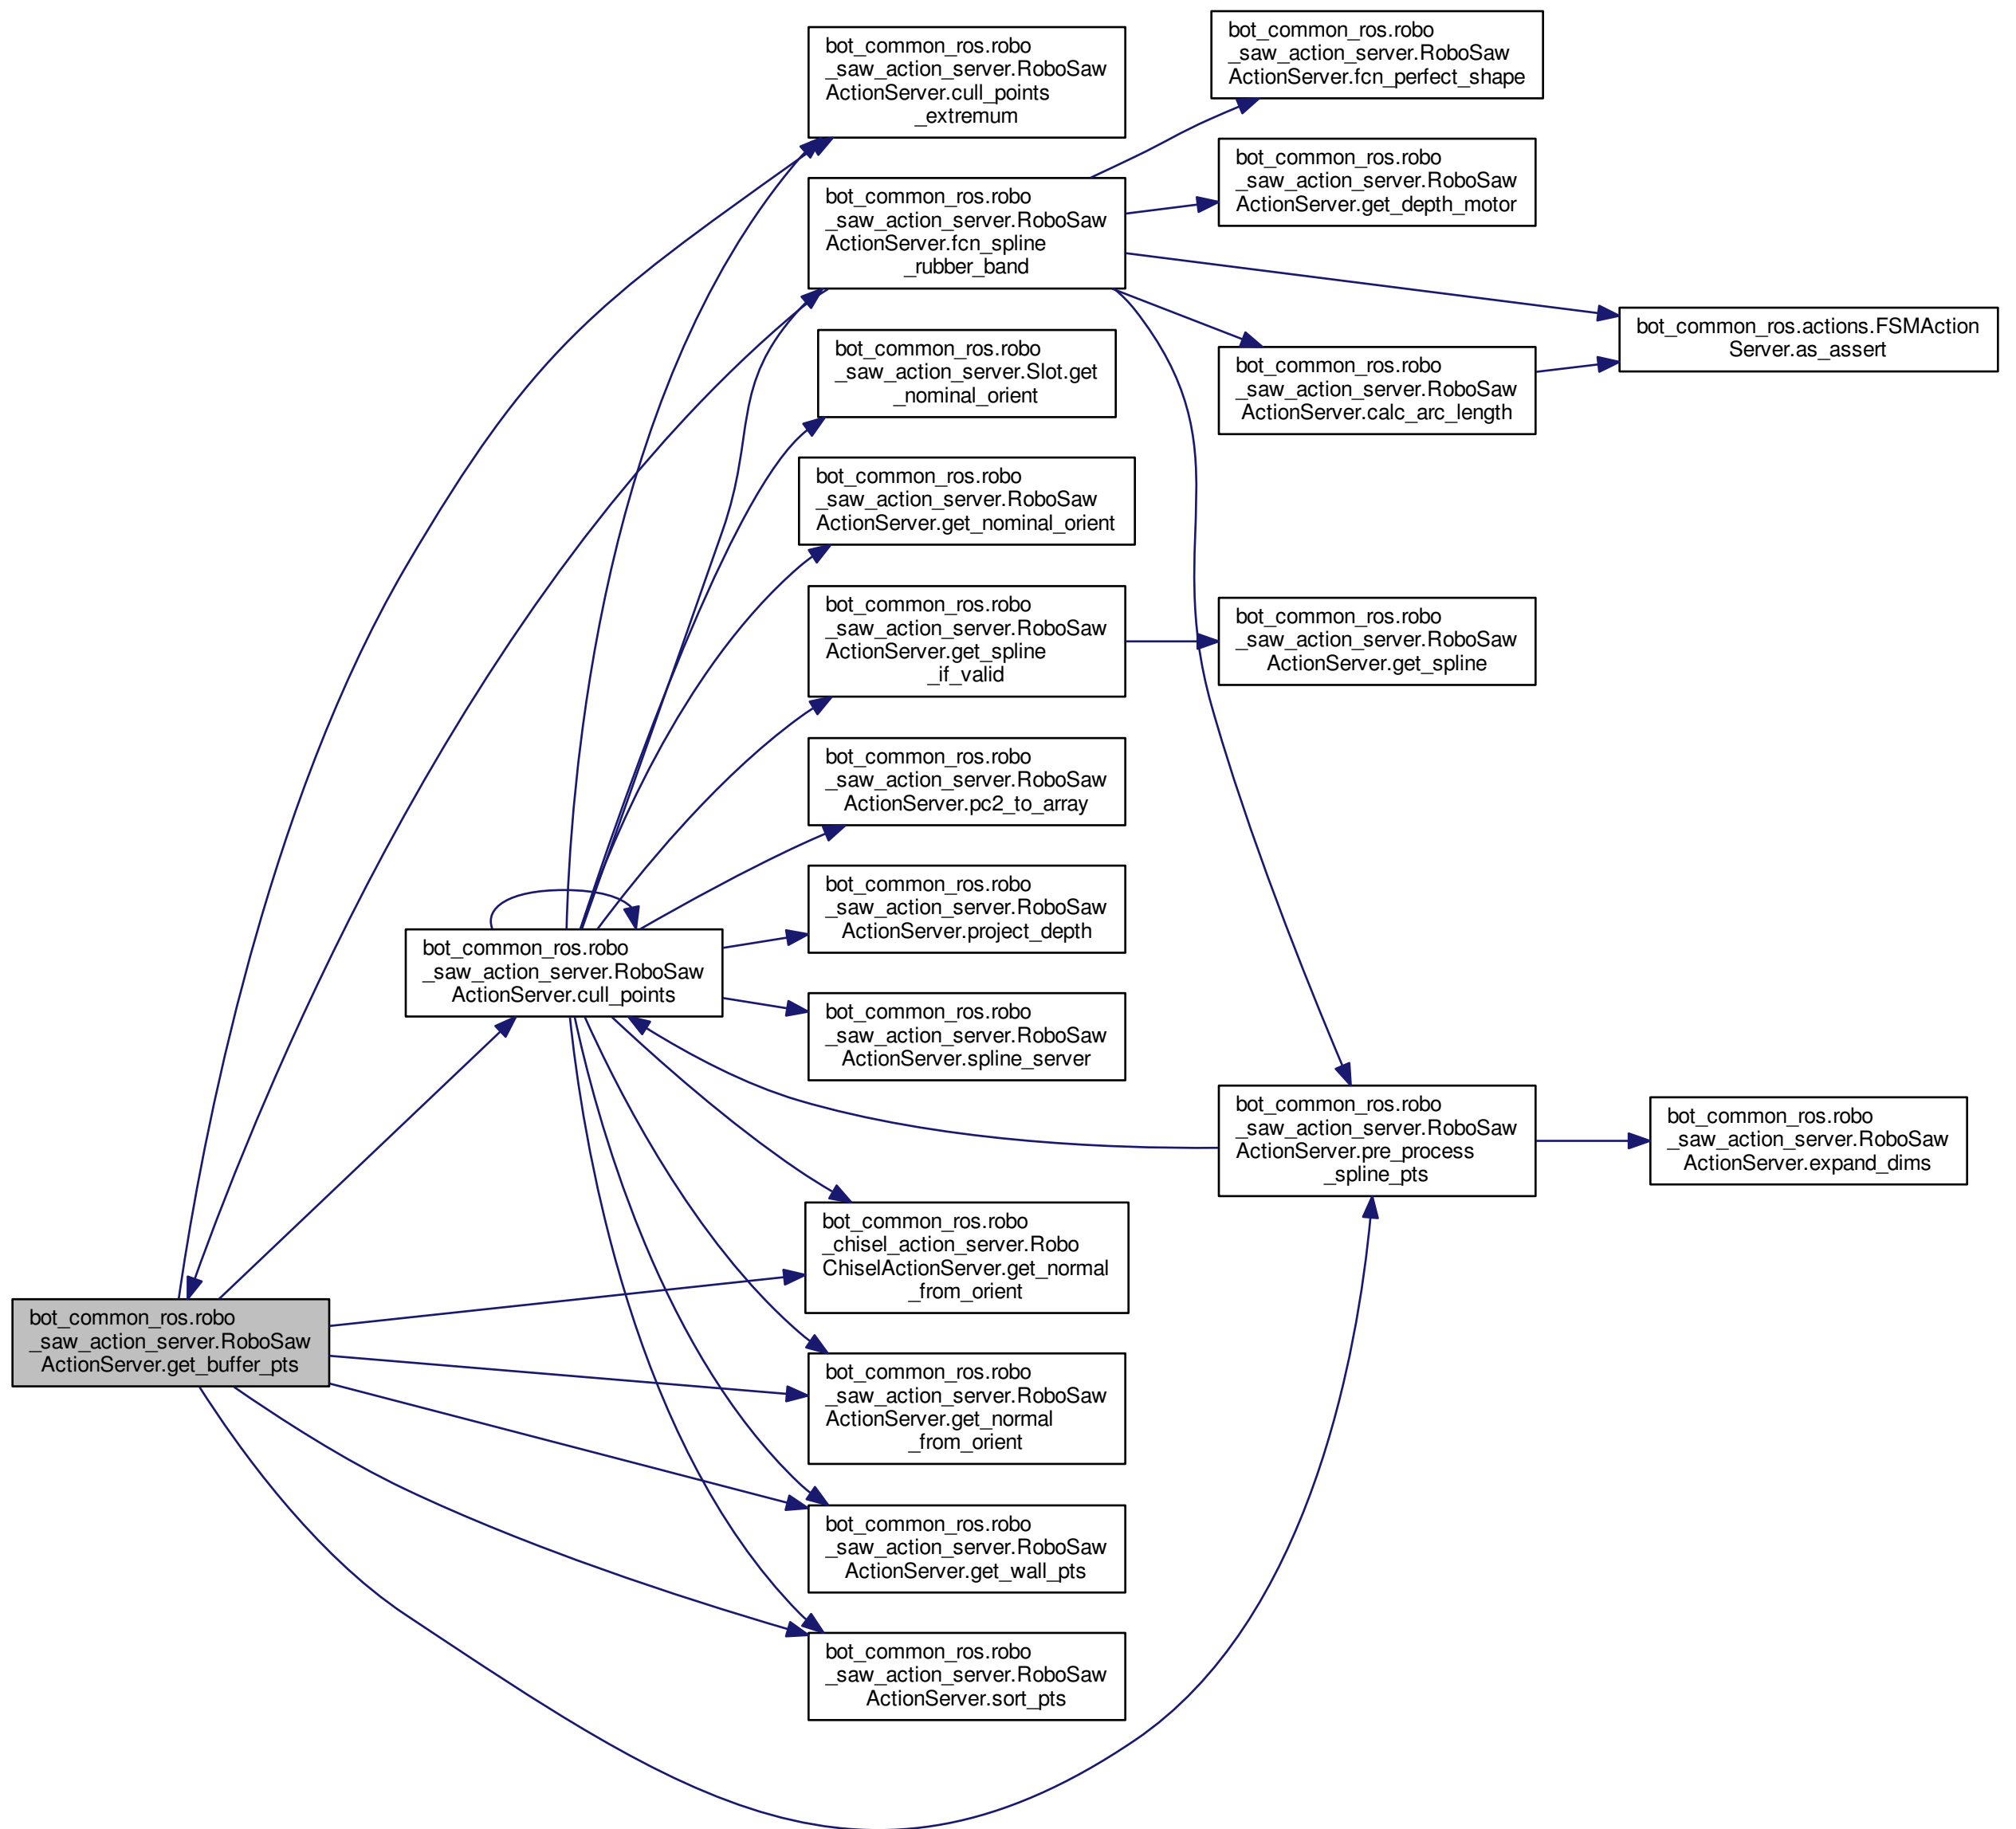 bot_common_ros.robo
_saw_action_server.RoboSaw
ActionServer.fcn_perfect_shape
bot_common_ros.robo
_saw_action_server.RoboSaw
ActionServer.cull_points
_extremum
bot_common_ros.robo
_saw_action_server.RoboSaw
ActionServer.get_depth_motor
bot_common_ros.robo
_saw_action_server.RoboSaw
ActionServer.fcn_spline
_rubber_band
bot_common_ros.actions.FSMAction
Server.as_assert
bot_common_ros.robo
_saw_action_server.Slot.get
_nominal_orient
bot_common_ros.robo
_saw_action_server.RoboSaw
ActionServer.calc_arc_length
bot_common_ros.robo
_saw_action_server.RoboSaw
ActionServer.get_nominal_orient
bot_common_ros.robo
_saw_action_server.RoboSaw
ActionServer.get_spline
_if_valid
bot_common_ros.robo
_saw_action_server.RoboSaw
ActionServer.get_spline
bot_common_ros.robo
_saw_action_server.RoboSaw
ActionServer.pc2_to_array
bot_common_ros.robo
_saw_action_server.RoboSaw
ActionServer.project_depth
bot_common_ros.robo
_saw_action_server.RoboSaw
ActionServer.cull_points
bot_common_ros.robo
_saw_action_server.RoboSaw
ActionServer.spline_server
bot_common_ros.robo
_saw_action_server.RoboSaw
ActionServer.pre_process
_spline_pts
bot_common_ros.robo
_saw_action_server.RoboSaw
ActionServer.expand_dims
bot_common_ros.robo
_chisel_action_server.Robo
ChiselActionServer.get_normal
_from_orient
bot_common_ros.robo
_saw_action_server.RoboSaw
ActionServer.get_buffer_pts
bot_common_ros.robo
_saw_action_server.RoboSaw
ActionServer.get_normal
_from_orient
bot_common_ros.robo
_saw_action_server.RoboSaw
ActionServer.get_wall_pts
bot_common_ros.robo
_saw_action_server.RoboSaw
ActionServer.sort_pts